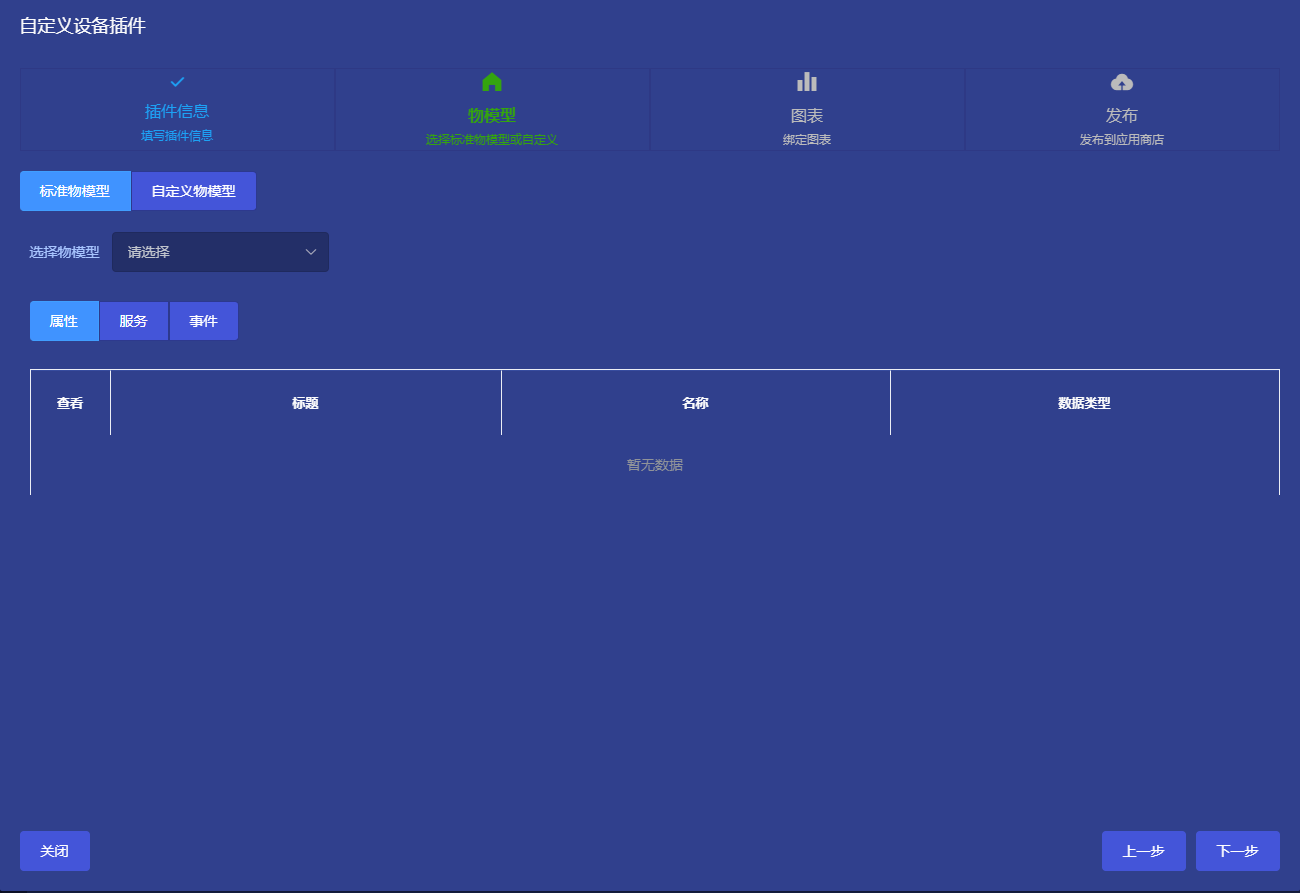 自定义设备插件
插件信息
填写插件信息
物模型
选择标准物模型或自定义
图表
绑定图表
发布
发布到应用商店
标准物模型 自定义物模型
选择物模型 请选择
属性 服务 事件
查看 标题 名称 数据类型
暂无数据
关闭 上一步 下一步